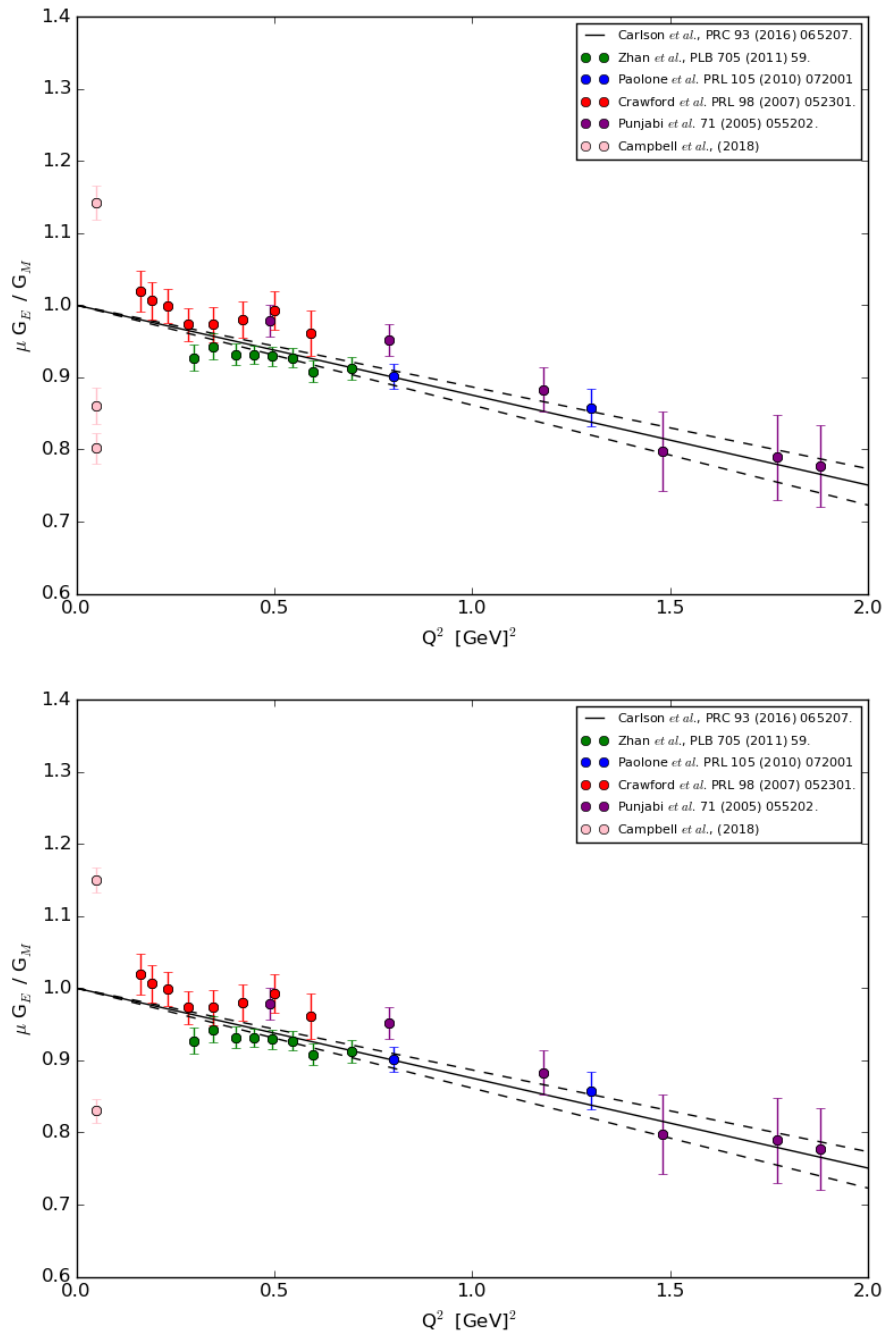 1.4
1.3
1.2
1.1
1.0
0.9
0.8
0.7
0.6
μ G_E / G_M
Carlson et al., PRC 93 (2016) 065207.
Zhan et al., PLB 705 (2011) 59.
Paolone et al. PRL 105 (2010) 072001
Crawford et al. PRL 98 (2007) 052301.
Punjabi et al. 71 (2005) 055202.
Campbell et al., (2018)
0.0 0.5 1.0 1.5 2.0
Q² [GeV]²
1.4
1.3
1.2
1.1
1.0
0.9
0.8
0.7
0.6
μ G_E / G_M
Carlson et al., PRC 93 (2016) 065207.
Zhan et al., PLB 705 (2011) 59.
Paolone et al. PRL 105 (2010) 072001
Crawford et al. PRL 98 (2007) 052301.
Punjabi et al. 71 (2005) 055202.
Campbell et al., (2018)
0.0 0.5 1.0 1.5 2.0
Q² [GeV]²